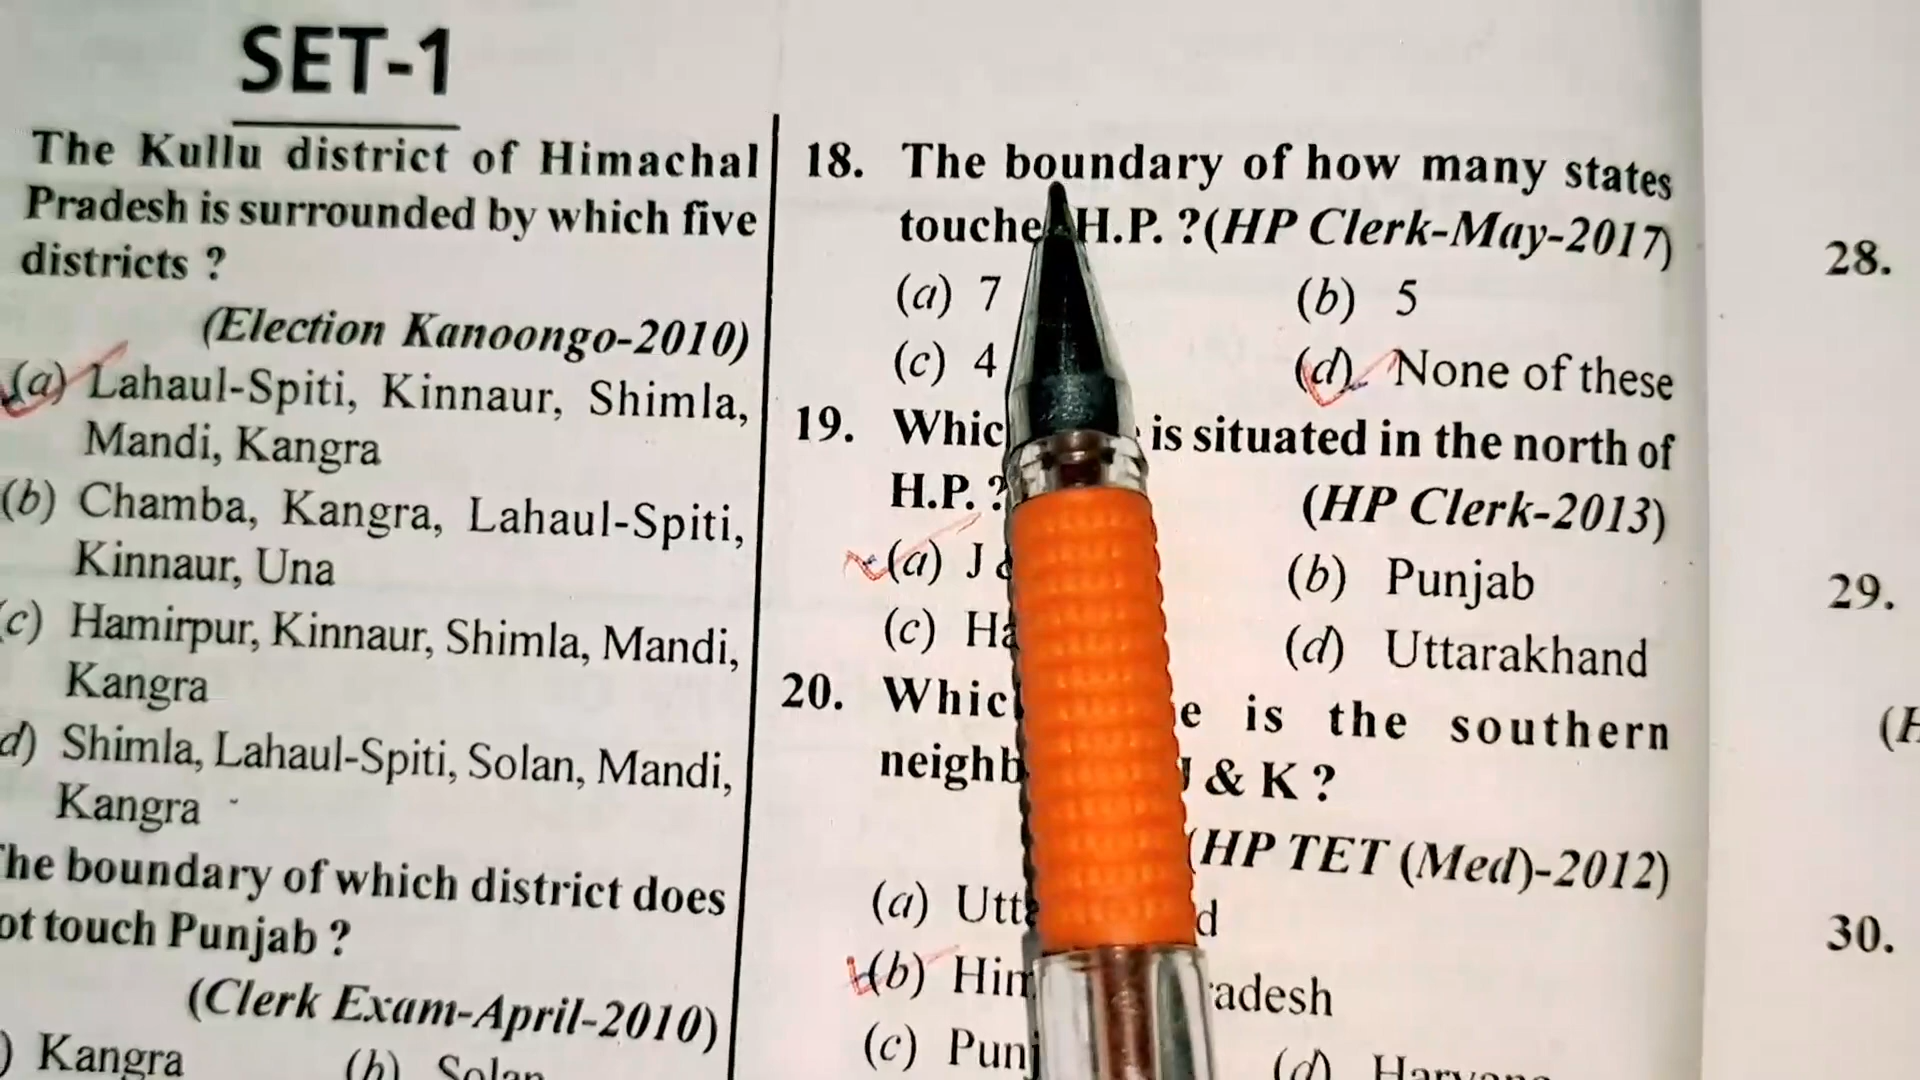 SET-1
The Kullu district of Himachal
Pradesh is surrounded by which five
districts ?
(Election Kanoongo-2010)
(a) Lahaul-Spiti, Kinnaur, Shimla,
Mandi, Kangra
(b) Chamba, Kangra, Lahaul-Spiti,
Kinnaur, Una
(c) Hamirpur, Kinnaur, Shimla, Mandi,
Kangra
d) Shimla, Lahaul-Spiti, Solan, Mandi,
Kangra
he boundary of which district does
ot touch Punjab ?
(Clerk Exam-April-2010)
) Kangra (b) Solan
18. The boundary of how many states
touche H.P. ?(HP Clerk-May-2017)
(a) 7 (b) 5
(c) 4 (d) None of these
19. Whic is situated in the north of
H.P. ? (HP Clerk-2013)
(a) J (b) Punjab
(c) Ha (d) Uttarakhand
20. Whic e is the southern
neighb J & K ?
(HP TET (Med)-2012)
(a) Utt d
(b) Him radesh
(c) Punj (d) Haryana
28.
29.
(H
30.